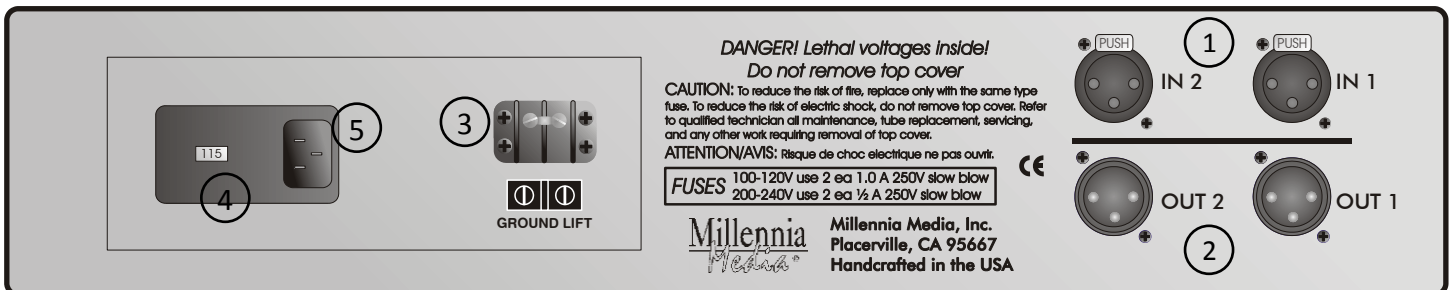 DANGER! Lethal voltages inside!
Do not remove top cover
CAUTION: To reduce the risk of fire, replace only with the same type
fuse. To reduce the risk of electric shock, do not remove top cover. Refer
to qualified technician all maintenance, tube replacement, servicing,
and any other work requiring removal of top cover.
ATTENTION/AVIS: Risque de choc electrique ne pas ouvrir.
FUSES
100-120V use 2 ea 1.0 A 250V slow blow
200-240V use 2 ea ½ A 250V slow blow
CE
Millennia
Media®
Millennia Media, Inc.
Placerville, CA 95667
Handcrafted in the USA
115
4
5
3
GROUND LIFT
1
PUSH
IN 2
PUSH
IN 1
OUT 2
OUT 1
2